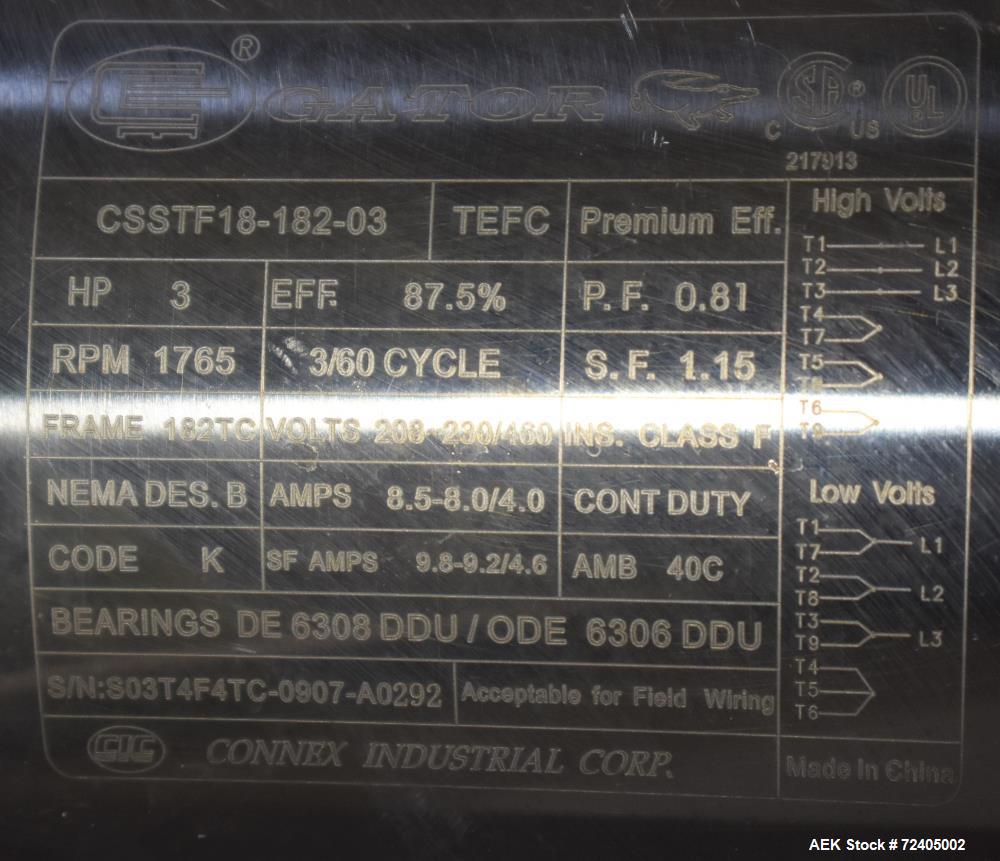 ® GATOR C SA ® US UL
217913
CSSTF18-182-03 TEFC Premium Eff.
HP 3 EFF. 87.5% P.F. 0.81
RPM 1765 3/60 CYCLE S.F. 1.15
FRAME 182TC VOLTS 208-230/460 INS. CLASS F
NEMA DES. B AMPS 8.5-8.0/4.0 CONT DUTY
CODE K SF AMPS 9.8-9.2/4.6 AMB 40C
BEARINGS DE 6308 DDU / ODE 6306 DDU
S/N:S03T4F4TC-0907-A0292 Acceptable for Field Wiring
CIC CONNEX INDUSTRIAL CORP.
High Volts
T1 L1
T2 L2
T3 L3
T4
T7
T5
T8
T6
T9
Low Volts
T1
T7 L1
T2
T8 L2
T3
T9 L3
T4
T5
T6
Made In China
AEK Stock # 72405002